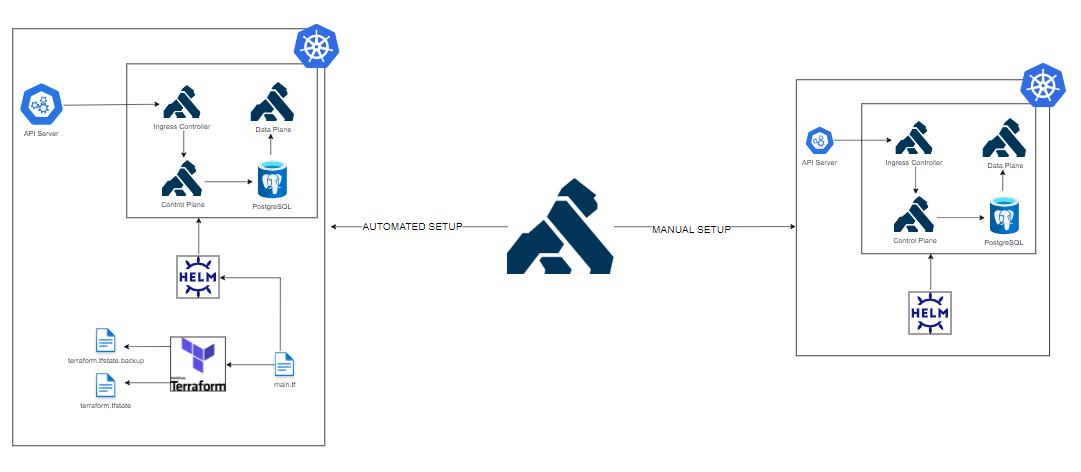 API Server
Ingress Controller
Data Plane
Control Plane
PostgreSQL
HELM
terraform.tfstate.backup
Terraform
main.tf
terraform.tfstate
AUTOMATED SETUP
MANUAL SETUP
API Server
Ingress Controller
Data Plane
Control Plane
PostgreSQL
HELM